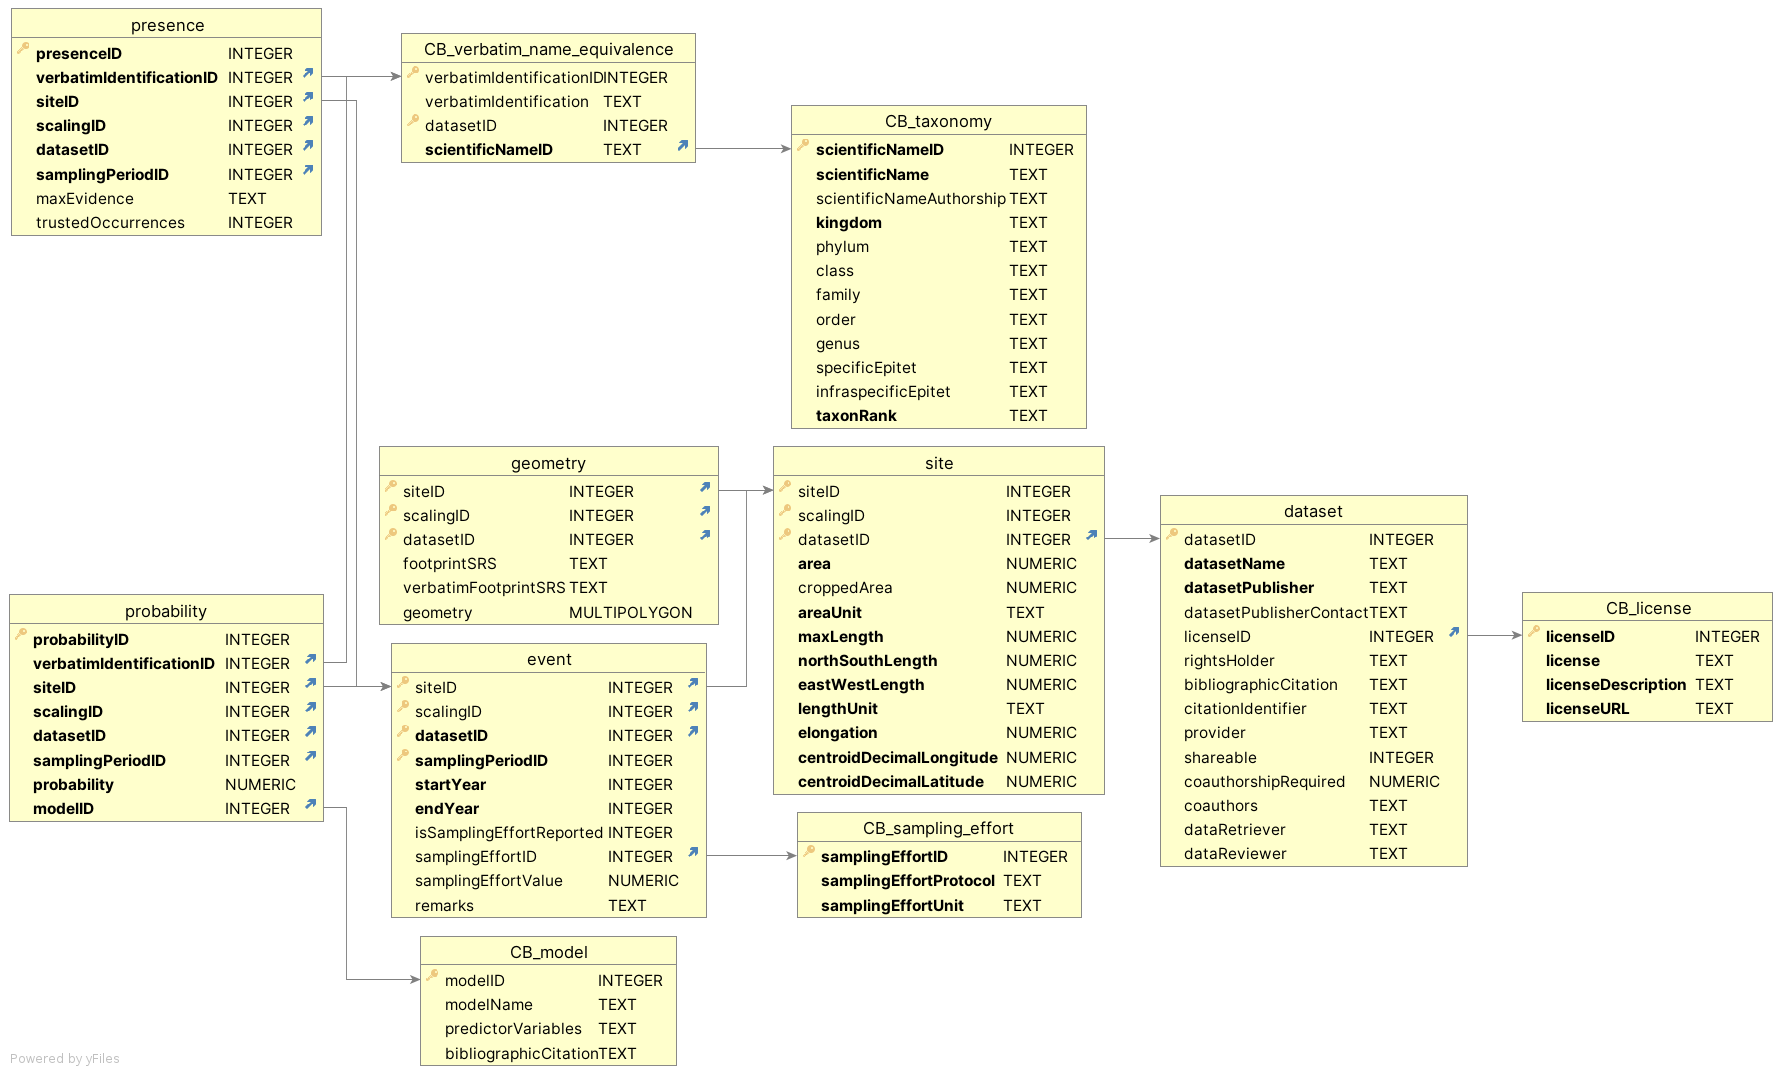 presence
presenceID INTEGER
verbatimIdentificationID INTEGER
siteID INTEGER
scalingID INTEGER
datasetID INTEGER
samplingPeriodID INTEGER
maxEvidence TEXT
trustedOccurrences INTEGER
CB_verbatim_name_equivalence
verbatimIdentificationID INTEGER
verbatimIdentification TEXT
datasetID INTEGER
scientificNameID TEXT
CB_taxonomy
scientificNameID INTEGER
scientificName TEXT
scientificNameAuthorship TEXT
kingdom TEXT
phylum TEXT
class TEXT
family TEXT
order TEXT
genus TEXT
specificEpitet TEXT
infraspecificEpitet TEXT
taxonRank TEXT
geometry
siteID INTEGER
scalingID INTEGER
datasetID INTEGER
footprintSRS TEXT
verbatimFootprintSRS TEXT
geometry MULTIPOLYGON
site
siteID INTEGER
scalingID INTEGER
datasetID INTEGER
area NUMERIC
croppedArea NUMERIC
areaUnit TEXT
maxLength NUMERIC
northSouthLength NUMERIC
eastWestLength NUMERIC
lengthUnit TEXT
elongation NUMERIC
centroidDecimalLongitude NUMERIC
centroidDecimalLatitude NUMERIC
dataset
datasetID INTEGER
datasetName TEXT
datasetPublisher TEXT
datasetPublisherContact TEXT
licenseID INTEGER
rightsHolder TEXT
bibliographicCitation TEXT
citationIdentifier TEXT
provider TEXT
shareable INTEGER
coauthorshipRequired NUMERIC
coauthors TEXT
dataRetriever TEXT
dataReviewer TEXT
CB_license
licenseID INTEGER
license TEXT
licenseDescription TEXT
licenseURL TEXT
probability
probabilityID INTEGER
verbatimIdentificationID INTEGER
siteID INTEGER
scalingID INTEGER
datasetID INTEGER
samplingPeriodID INTEGER
probability NUMERIC
modelID INTEGER
event
siteID INTEGER
scalingID INTEGER
datasetID INTEGER
samplingPeriodID INTEGER
startYear INTEGER
endYear INTEGER
isSamplingEffortReported INTEGER
samplingEffortID INTEGER
samplingEffortValue NUMERIC
remarks TEXT
CB_sampling_effort
samplingEffortID INTEGER
samplingEffortProtocol TEXT
samplingEffortUnit TEXT
CB_model
modelID INTEGER
modelName TEXT
predictorVariables TEXT
bibliographicCitation TEXT
Powered by yFiles